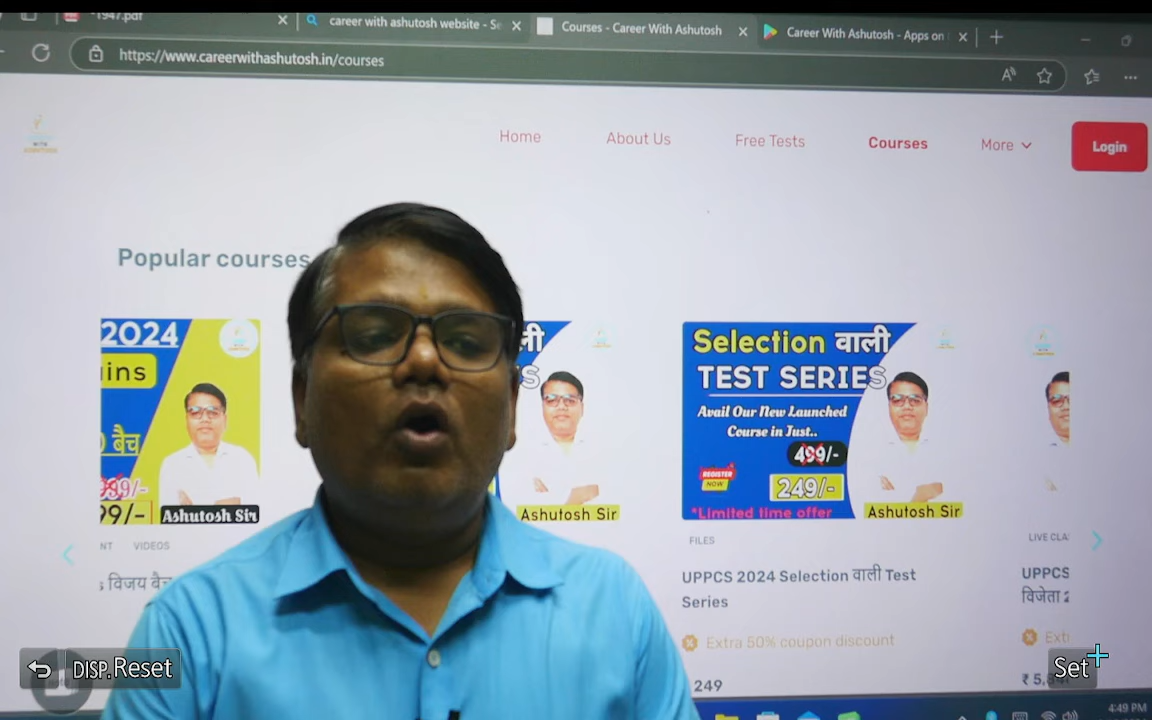 -1947.pdf
career with ashutosh website - Se
Courses - Career With Ashutosh
Career With Ashutosh - Apps on
https://www.careerwithashutosh.in/courses
Home
About Us
Free Tests
Courses
More
Login
Popular courses
2024
ins
बैच
99/-
Ashutosh Sir
ली
S
Ashutosh Sir
Selection वाली
TEST SERIES
Avail Our New Launched
Course in Just..
499/-
REGISTER
NOW
249/-
*Limited time offer
Ashutosh Sir
NT VIDEOS
FILES
LIVE CLA
विजय बैच
UPPCS 2024 Selection वाली Test
Series
UPPCS
विजेता 2
Extra 50% coupon discount
Ext
249
₹ 5,
DISP. Reset
Set
4:49 PM